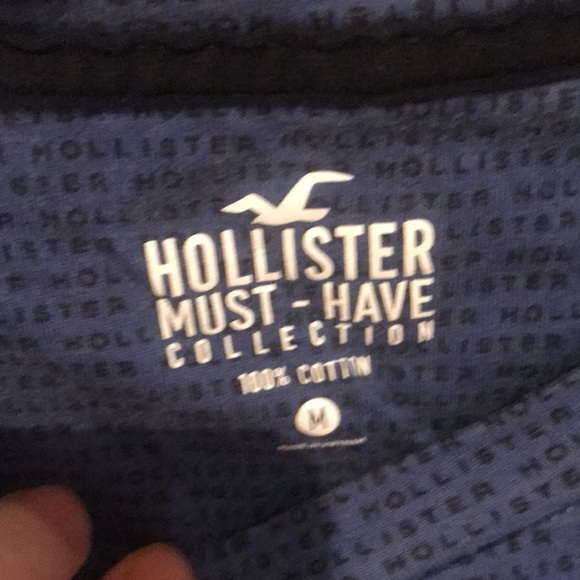 HOLLISTER
MUST-HAVE
COLLECTION
100% COTTON
M